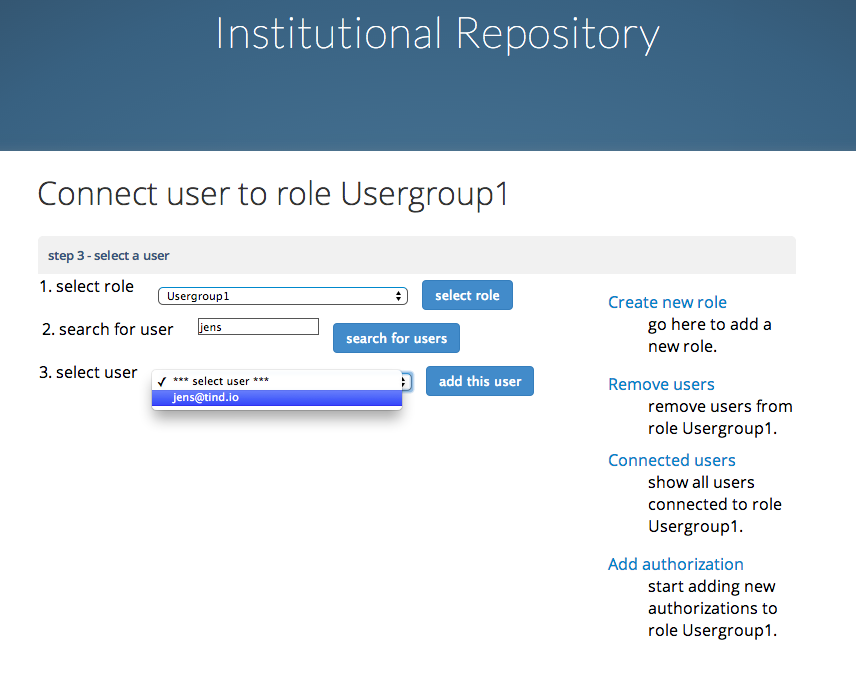 Institutional Repository
Connect user to role Usergroup1
step 3 - select a user
1. select role
Usergroup1
select role
2. search for user
jens
search for users
3. select user
✓ *** select user ***
jens@tind.io
add this user
Create new role
go here to add a
new role.
Remove users
remove users from
role Usergroup1.
Connected users
show all users
connected to role
Usergroup1.
Add authorization
start adding new
authorizations to
role Usergroup1.